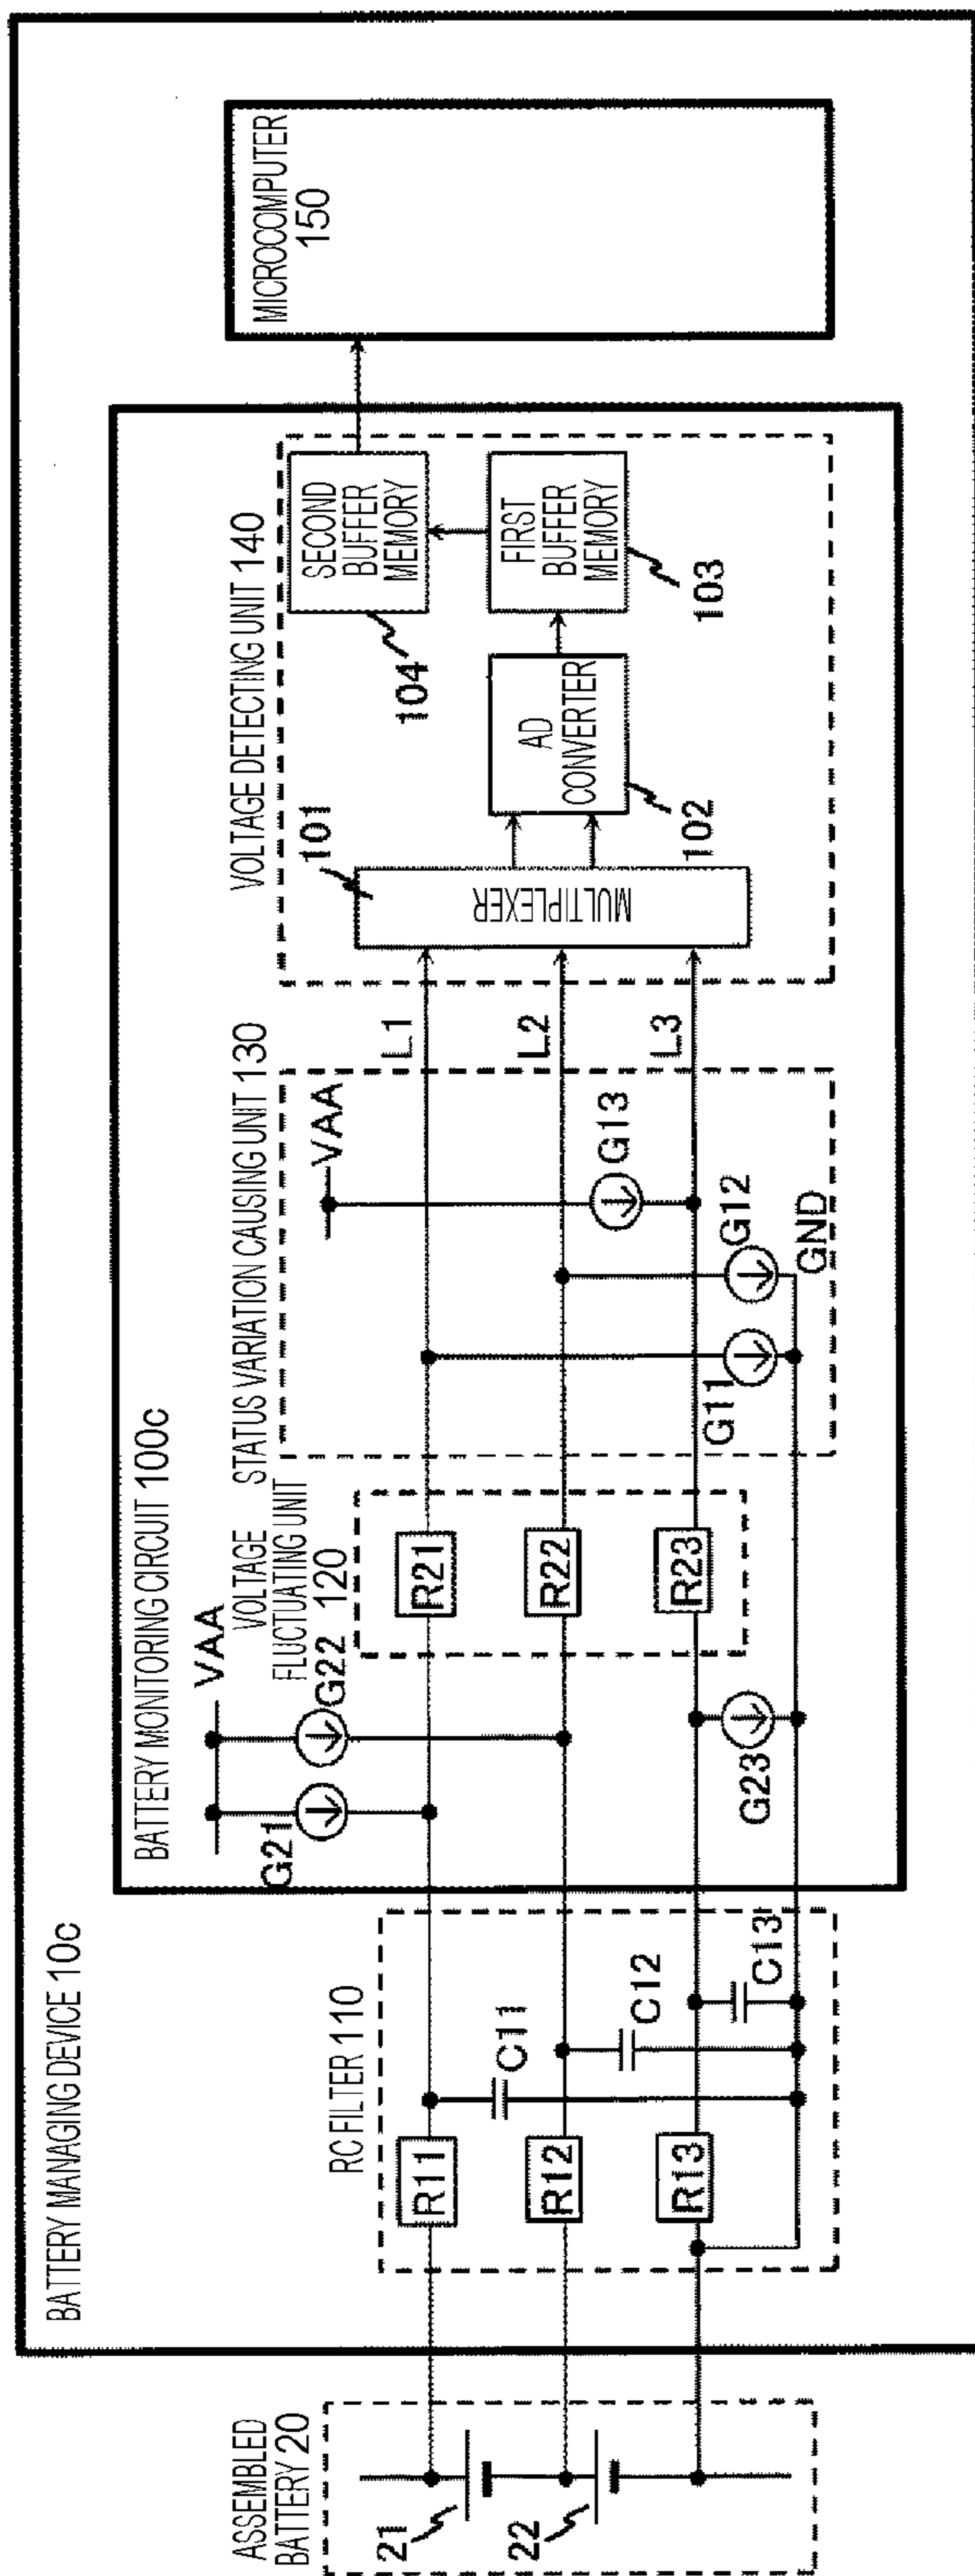 BATTERY MANAGING DEVICE 10c
ASSEMBLED
BATTERY 20
21
22
RC FILTER 110
R11
R12
R13
C11
C12
C13
BATTERY MONITORING CIRCUIT 100c
VAA
G21
G22
G23
VOLTAGE
FLUCTUATING UNIT
120
R21
R22
R23
STATUS VARIATION CAUSING UNIT 130
VAA
G11
G12
G13
GND
L1
L2
L3
VOLTAGE DETECTING UNIT 140
101
MULTIPLEXER
AD
CONVERTER
102
FIRST
BUFFER
MEMORY
103
SECOND
BUFFER
MEMORY
104
MICROCOMPUTER
150